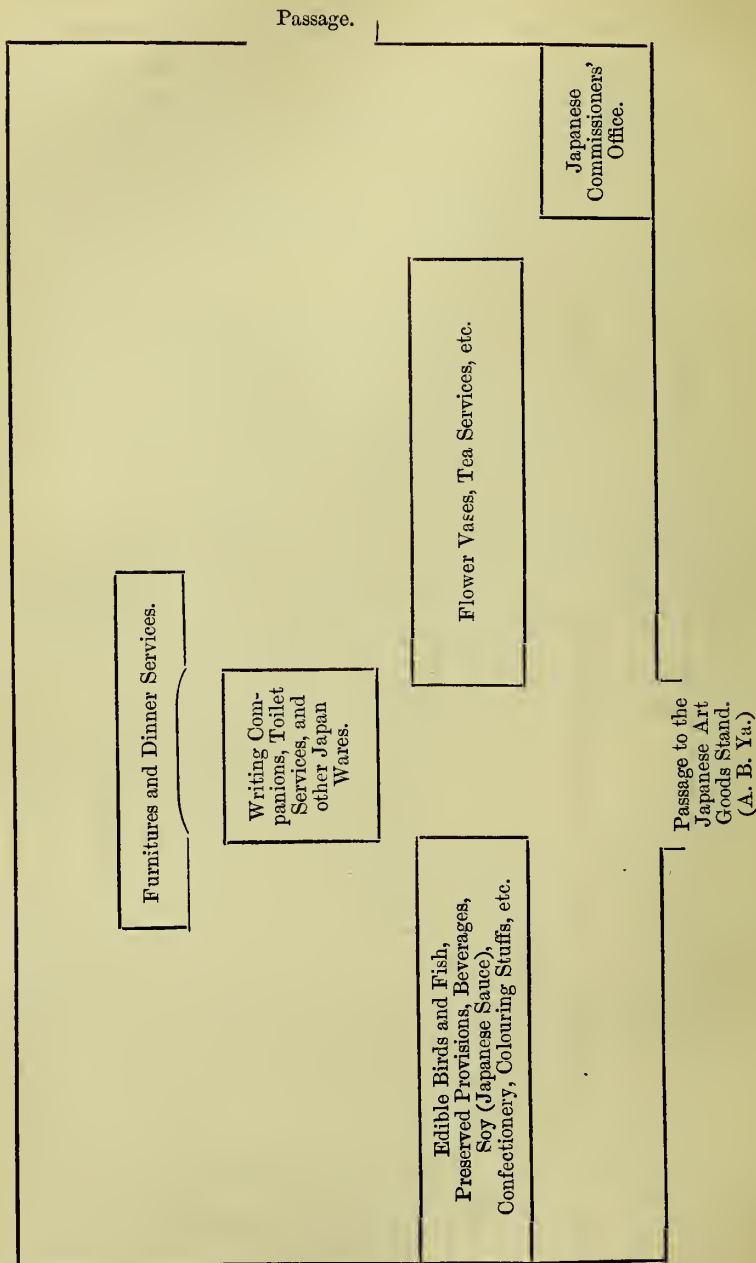 Passage.
Japanese
Commissioners'
Office.
Flower Vases, Tea Services, etc.
Furnitures and Dinner Services.
Writing Com-
panions, Toilet
Services, and
other Japan
Wares.
Passage to the
Japanese Art
Goods Stand.
(A. B. Ya.)
Edible Birds and Fish,
Preserved Provisions, Beverages,
Soy (Japanese Sauce),
Confectionery, Colouring Stuffs, etc.